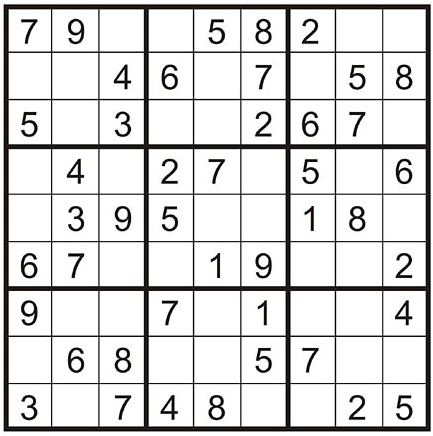 7 9 5 8 2
4 6 7 5 8
5 3 2 6 7
4 2 7 5 6
3 9 5 1 8
6 7 1 9 2
9 7 1 4
6 8 5 7
3 7 4 8 2 5